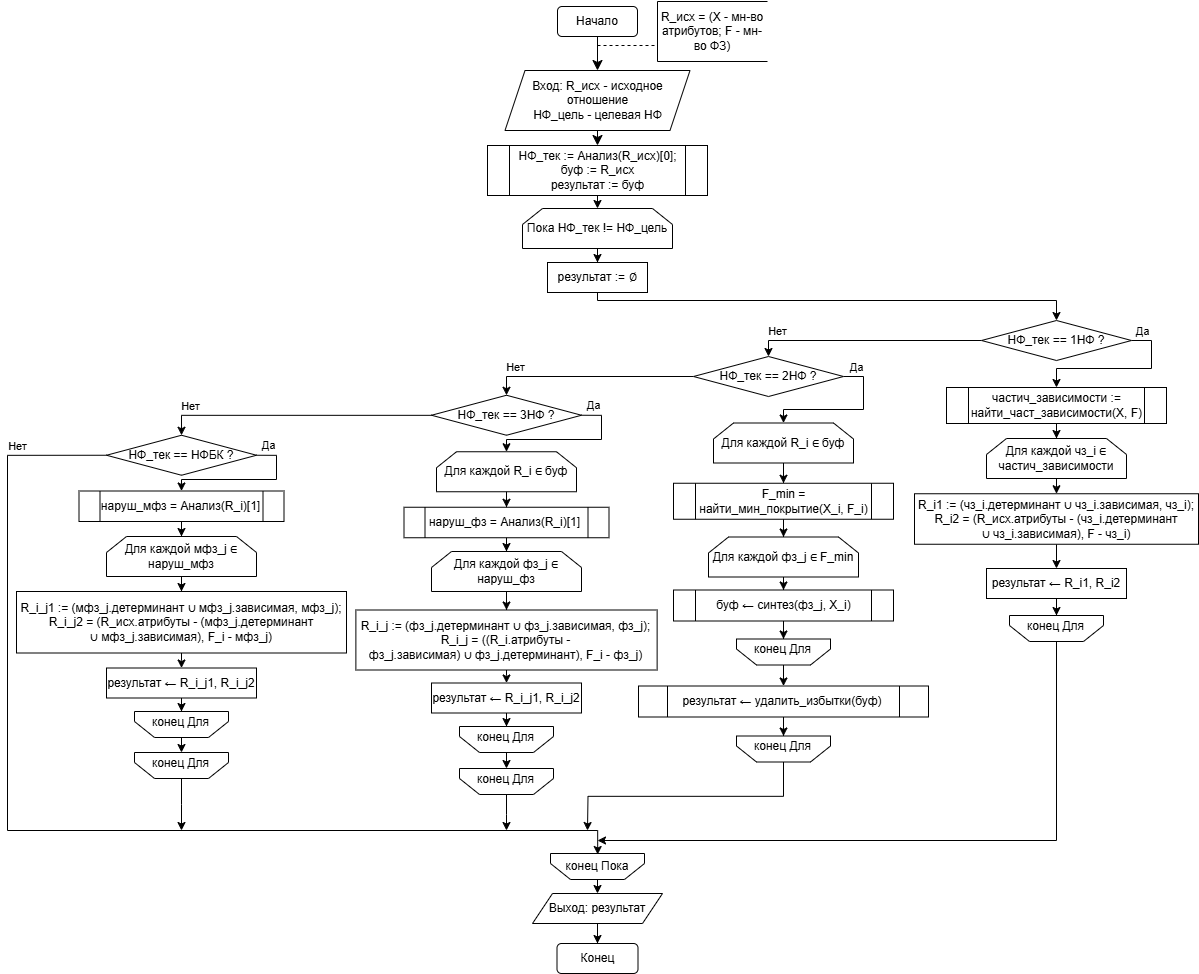 Начало
R_исх = (X - мн-во
атрибутов; F - мн-
во ФЗ)
Вход: R_исх - исходное
отношение
НФ_цель - целевая НФ
НФ_тек := Анализ(R_исх)[0];
буф := R_исх
результат := буф
Пока НФ_тек != НФ_цель
результат := ∅
НФ_тек == 1НФ ?
Да
Нет
частич_зависимости :=
найти_част_зависимости(X, F)
Для каждой чз_i ∈
частич_зависимости
R_i1 := (чз_i.детерминант ∪ чз_i.зависимая, чз_i);
R_i2 = (R_исх.атрибуты - (чз_i.детерминант
∪ чз_i.зависимая), F - чз_i)
результат ← R_i1, R_i2
конец Для
НФ_тек == 2НФ ?
Да
Нет
Для каждой R_i ∈ буф
F_min =
найти_мин_покрытие(X_i, F_i)
Для каждой фз_j ∈ F_min
буф ← синтез(фз_j, X_i)
конец Для
результат ← удалить_избытки(буф)
конец Для
НФ_тек == 3НФ ?
Да
Нет
Для каждой R_i ∈ буф
наруш_фз = Анализ(R_i)[1]
Для каждой фз_j ∈
наруш_фз
R_i_j := (фз_j.детерминант ∪ фз_j.зависимая, фз_j);
R_i_j = ((R_i.атрибуты -
фз_j.зависимая) ∪ фз_j.детерминант), F_i - фз_j)
результат ← R_i_j1, R_i_j2
конец Для
конец Для
НФ_тек == НФБК ?
Да
Нет
наруш_мфз = Анализ(R_i)[1]
Для каждой мфз_j ∈
наруш_мфз
R_i_j1 := (мфз_j.детерминант ∪ мфз_j.зависимая, мфз_j);
R_i_j2 = (R_исх.атрибуты - (мфз_j.детерминант
∪ мфз_j.зависимая), F_i - мфз_j)
результат ← R_i_j1, R_i_j2
конец Для
конец Для
конец Пока
Выход: результат
Конец